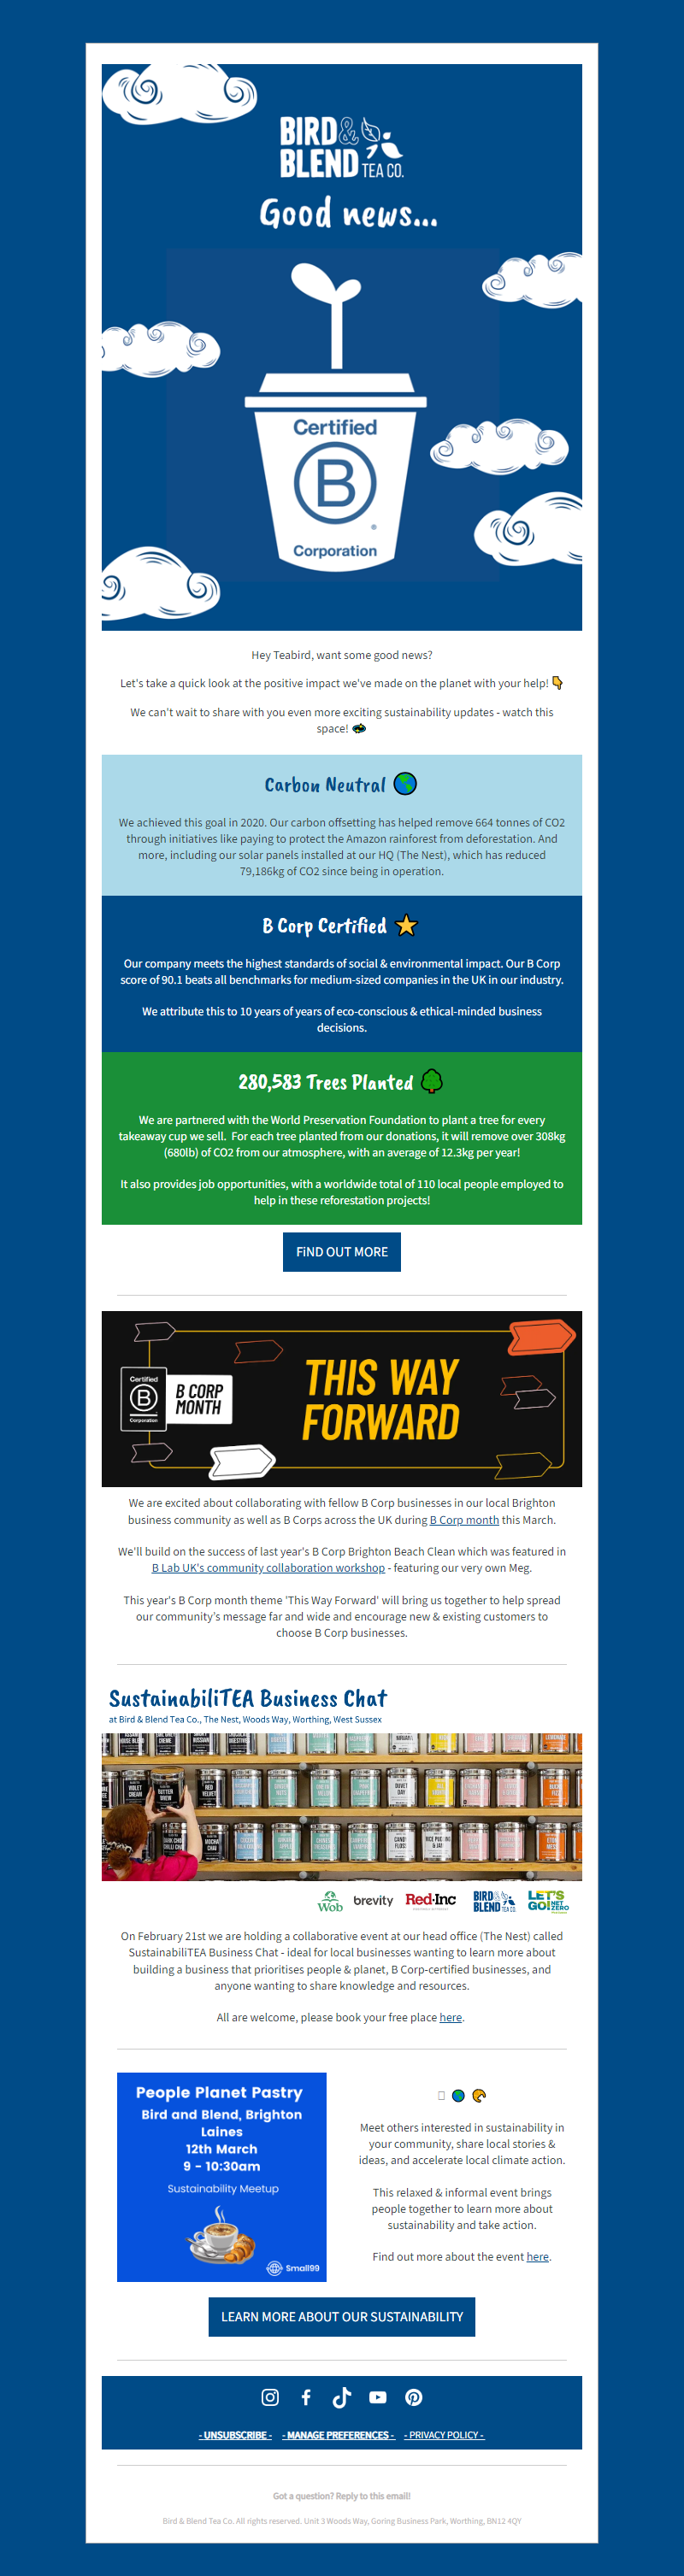 BIRD&
BLEND TEA CO.
Good news...
Certified
B
®
Corporation
Hey Teabird, want some good news?
Let's take a quick look at the positive impact we've made on the planet with your help! 👇
We can't wait to share with you even more exciting sustainability updates - watch this
space!
Carbon Neutral 🌎
We achieved this goal in 2020. Our carbon offsetting has helped remove 664 tonnes of CO2
through initiatives like paying to protect the Amazon rainforest from deforestation. And
more, including our solar panels installed at our HQ (The Nest), which has reduced
79,186kg of CO2 since being in operation.
B Corp Certified ⭐
Our company meets the highest standards of social & environmental impact. Our B Corp
score of 90.1 beats all benchmarks for medium-sized companies in the UK in our industry.
We attribute this to 10 years of years of eco-conscious & ethical-minded business
decisions.
280,583 Trees Planted 🌳
We are partnered with the World Preservation Foundation to plant a tree for every
takeaway cup we sell. For each tree planted from our donations, it will remove over 308kg
(680lb) of CO2 from our atmosphere, with an average of 12.3kg per year!
It also provides job opportunities, with a worldwide total of 110 local people employed to
help in these reforestation projects!
FiND OUT MORE
Certified
B
Corporation
B CORP
MONTH
THIS WAY
FORWARD
We are excited about collaborating with fellow B Corp businesses in our local Brighton
business community as well as B Corps across the UK during B Corp month this March.
We'll build on the success of last year's B Corp Brighton Beach Clean which was featured in
B Lab UK's community collaboration workshop - featuring our very own Meg.
This year's B Corp month theme 'This Way Forward' will bring us together to help spread
our community's message far and wide and encourage new & existing customers to
choose B Corp businesses.
SustainabiliTEA Business Chat
at Bird & Blend Tea Co., The Nest, Woods Way, Worthing, West Sussex
VIOLET CREAM
BUTTER BREW
RED VELVET
DUVET DAY
MOCHA CHAI
CANDY FLOSS
Wob
brevity
Red-Inc
BIRD&
BLEND TEA CO.
LET'S
GO! NET ZERO
On February 21st we are holding a collaborative event at our head office (The Nest) called
SustainabiliTEA Business Chat - ideal for local businesses wanting to learn more about
building a business that prioritises people & planet, B Corp-certified businesses, and
anyone wanting to share knowledge and resources.
All are welcome, please book your free place here.
People Planet Pastry
Bird and Blend, Brighton
Laines
12th March
9 - 10:30am
Sustainability Meetup
Small99
🌎 🥐
Meet others interested in sustainability in
your community, share local stories &
ideas, and accelerate local climate action.
This relaxed & informal event brings
people together to learn more about
sustainability and take action.
Find out more about the event here.
LEARN MORE ABOUT OUR SUSTAINABILITY
- UNSUBSCRIBE - - MANAGE PREFERENCES - - PRIVACY POLICY -
Got a question? Reply to this email!
Bird & Blend Tea Co. All rights reserved. Unit 3 Woods Way, Goring Business Park, Worthing, BN12 4QY